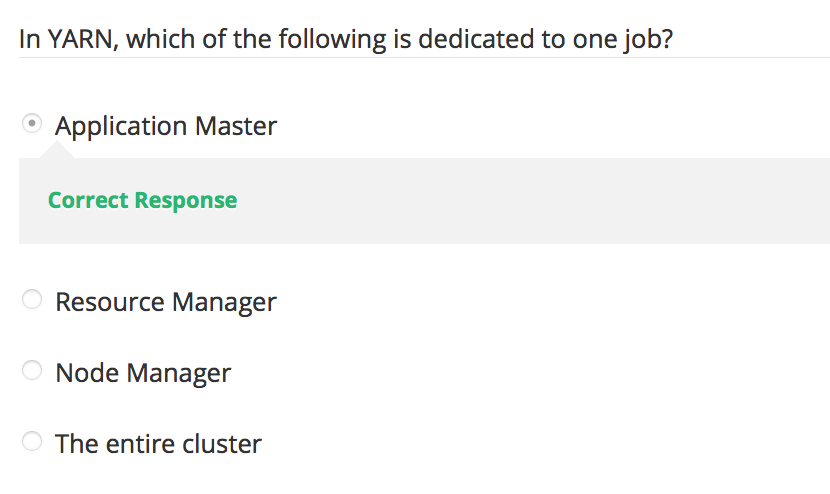 In YARN, which of the following is dedicated to one job?
Application Master
Correct Response
Resource Manager
Node Manager
The entire cluster